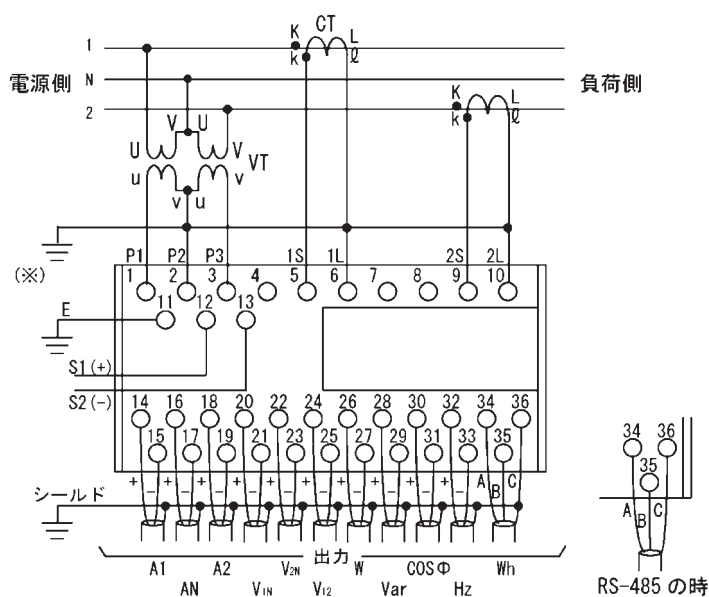 CT
K L
k ℓ
1
電源側 N 負荷側
2
K L
k ℓ
V U
U V
VT
u v
v u
(※)
P1 P2 P3 1S 1L 2S 2L
1 2 3 4 5 6 7 8 9 10
E
11 12 13
S1(+)
S2(-)
14 16 18 20 22 24 26 28 30 32 34 36
15 17 19 21 23 25 27 29 31 33 35
+ - + - + - + - + - + - + - + - + - + - A B C
シールド
出力
A1 A2 V2N W COSΦ Wh
AN V1N V12 Var Hz
34 36
35
A B C
RS-485の時